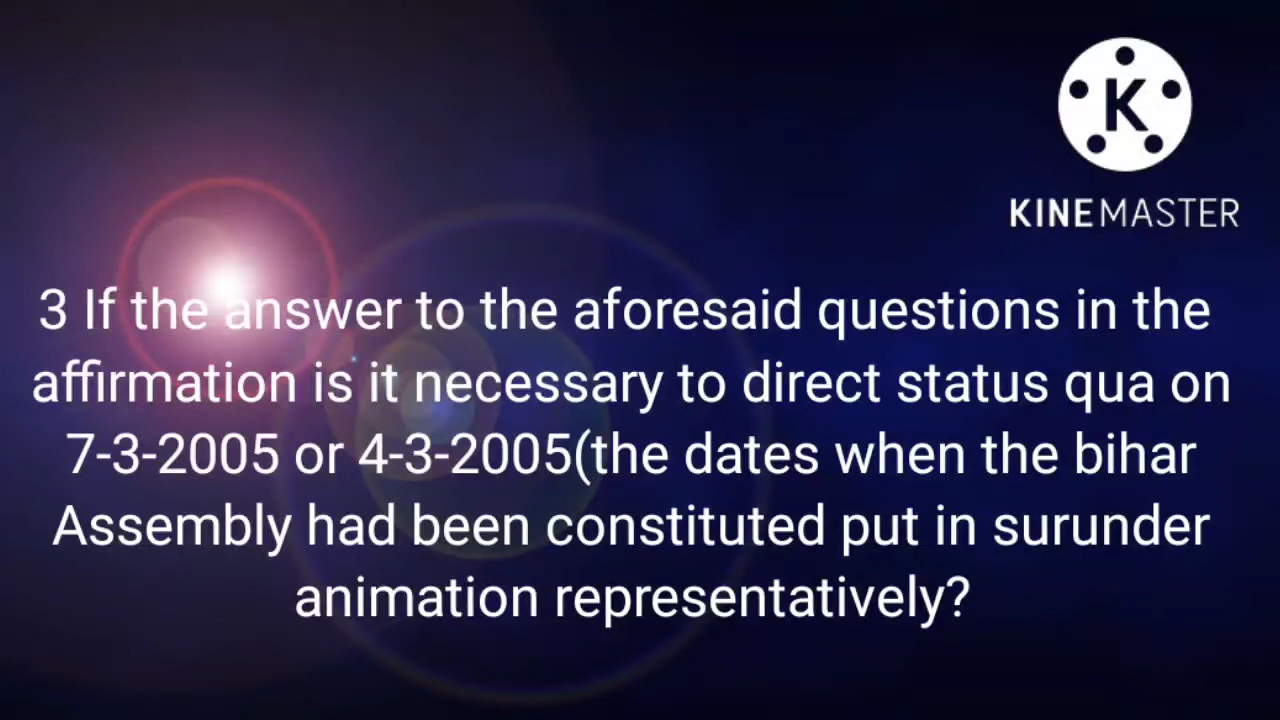 K
KINEMASTER
3 If the answer to the aforesaid questions in the
affirmation is it necessary to direct status qua on
7-3-2005 or 4-3-2005(the dates when the bihar
Assembly had been constituted put in surunder
animation representatively?